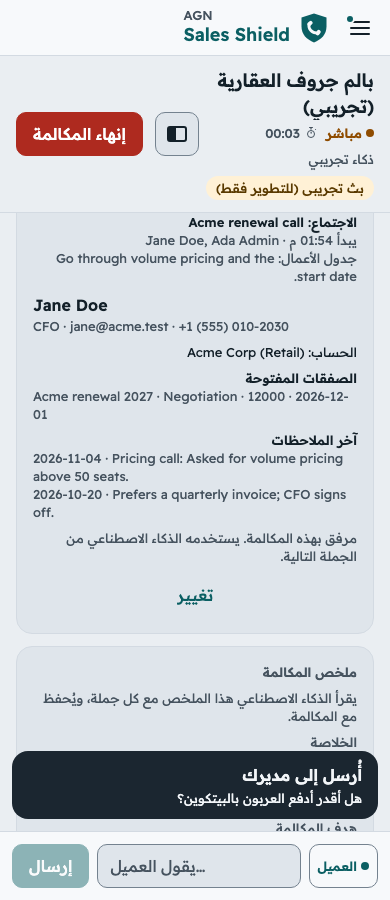 AGN
Sales Shield
بالم جروف العقارية
(تجريبي)
مباشر
00:03
ذكاء تجريبي
بث تجريبي (للتطوير فقط)
إنهاء المكالمة
الاجتماع: Acme renewal call
يبدأ 01:54 م · Jane Doe, Ada Admin
جدول الأعمال: Go through volume pricing and the
start date.
Jane Doe
CFO · jane@acme.test · +1 (555) 010-2030
الحساب: Acme Corp (Retail)
الصفقات المفتوحة
Acme renewal 2027 · Negotiation · 12000 · 2026-12-
01
آخر الملاحظات
2026-11-04 · Pricing call: Asked for volume pricing
above 50 seats.
2026-10-20 · Prefers a quarterly invoice; CFO signs
off.
مرفق بهذه المكالمة. يستخدمه الذكاء الاصطناعي من
الجملة التالية.
تغيير
ملخص المكالمة
يقرأ الذكاء الاصطناعي هذا الملخص مع كل جملة، ويُحفظ
مع المكالمة.
الخلاصة
أُرسل إلى مديرك
هل أقدر أدفع العربون بالبيتكوين؟
هدف المكالمة
العميل
يقول العميل...
إرسال